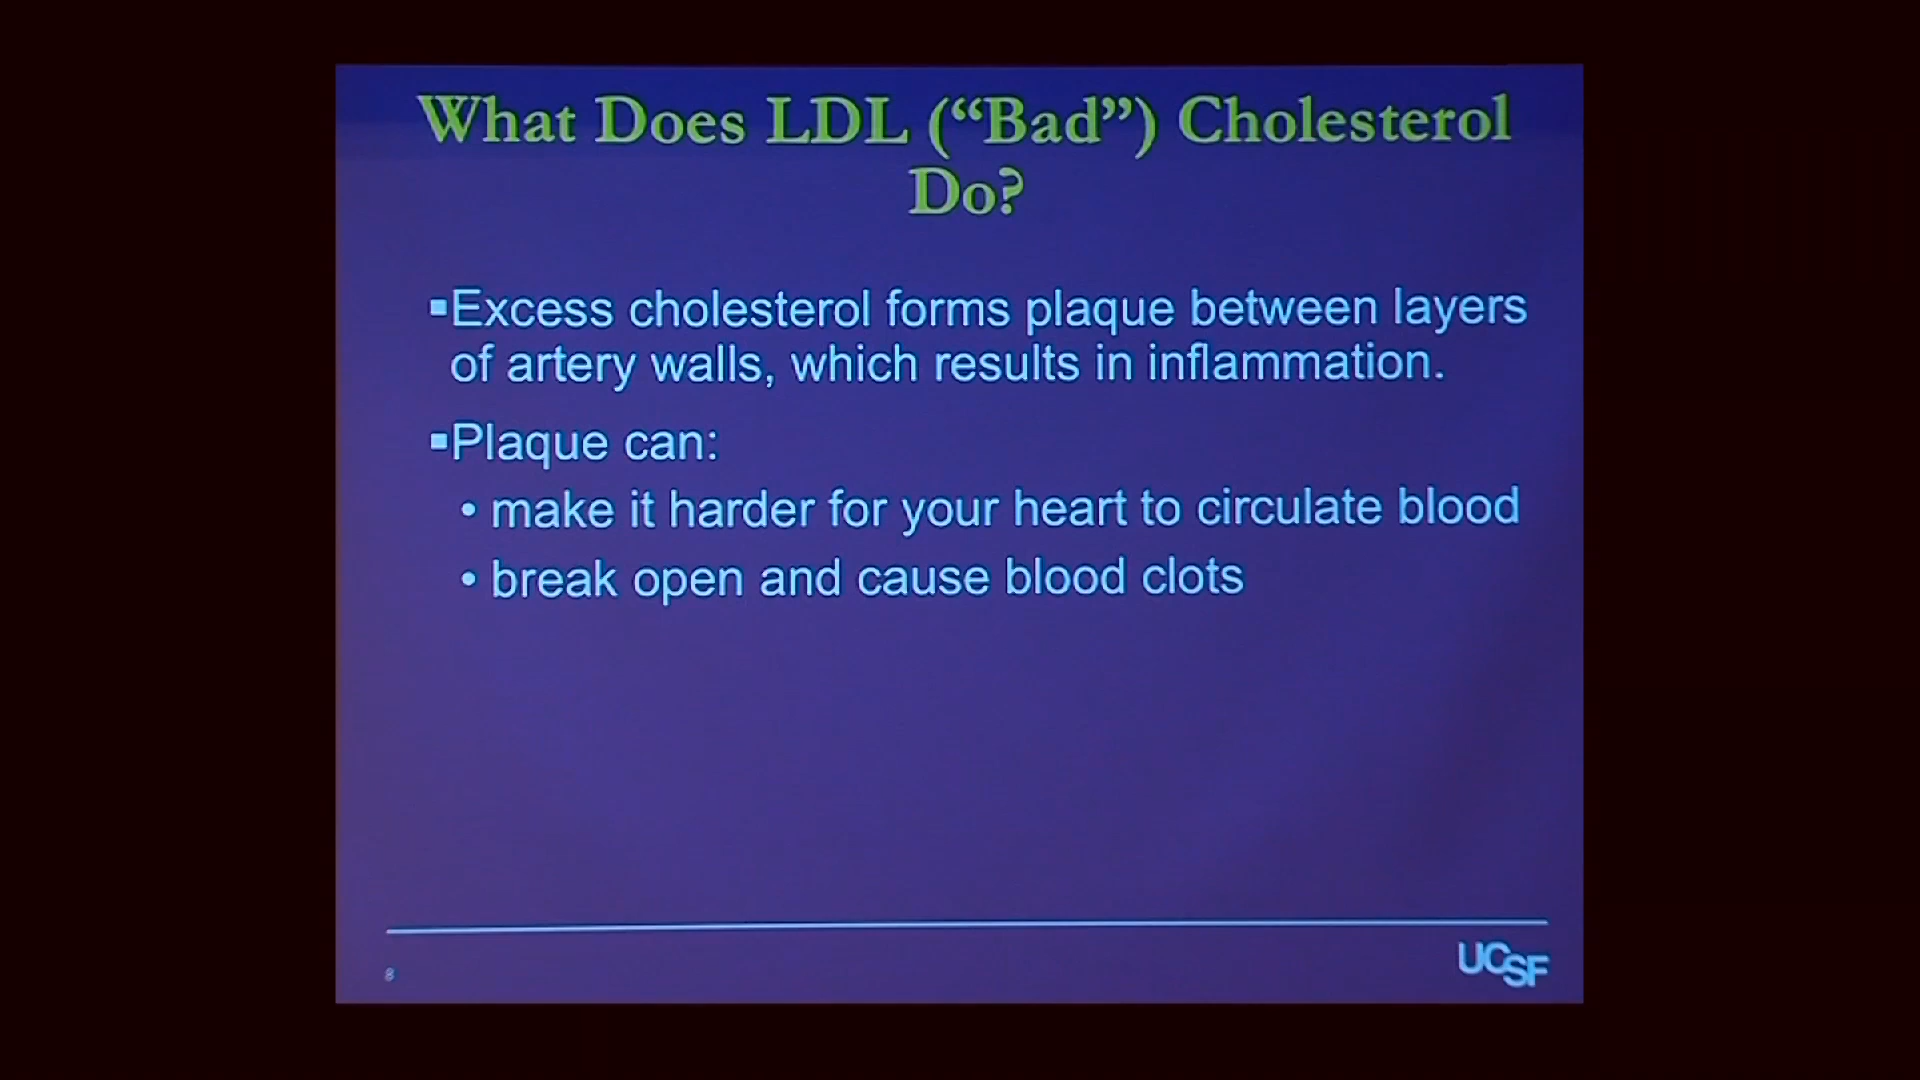 What Does LDL (“Bad”) Cholesterol
Do?
▪Excess cholesterol forms plaque between layers
of artery walls, which results in inflammation.
▪Plaque can:
• make it harder for your heart to circulate blood
• break open and cause blood clots
8
UCSF